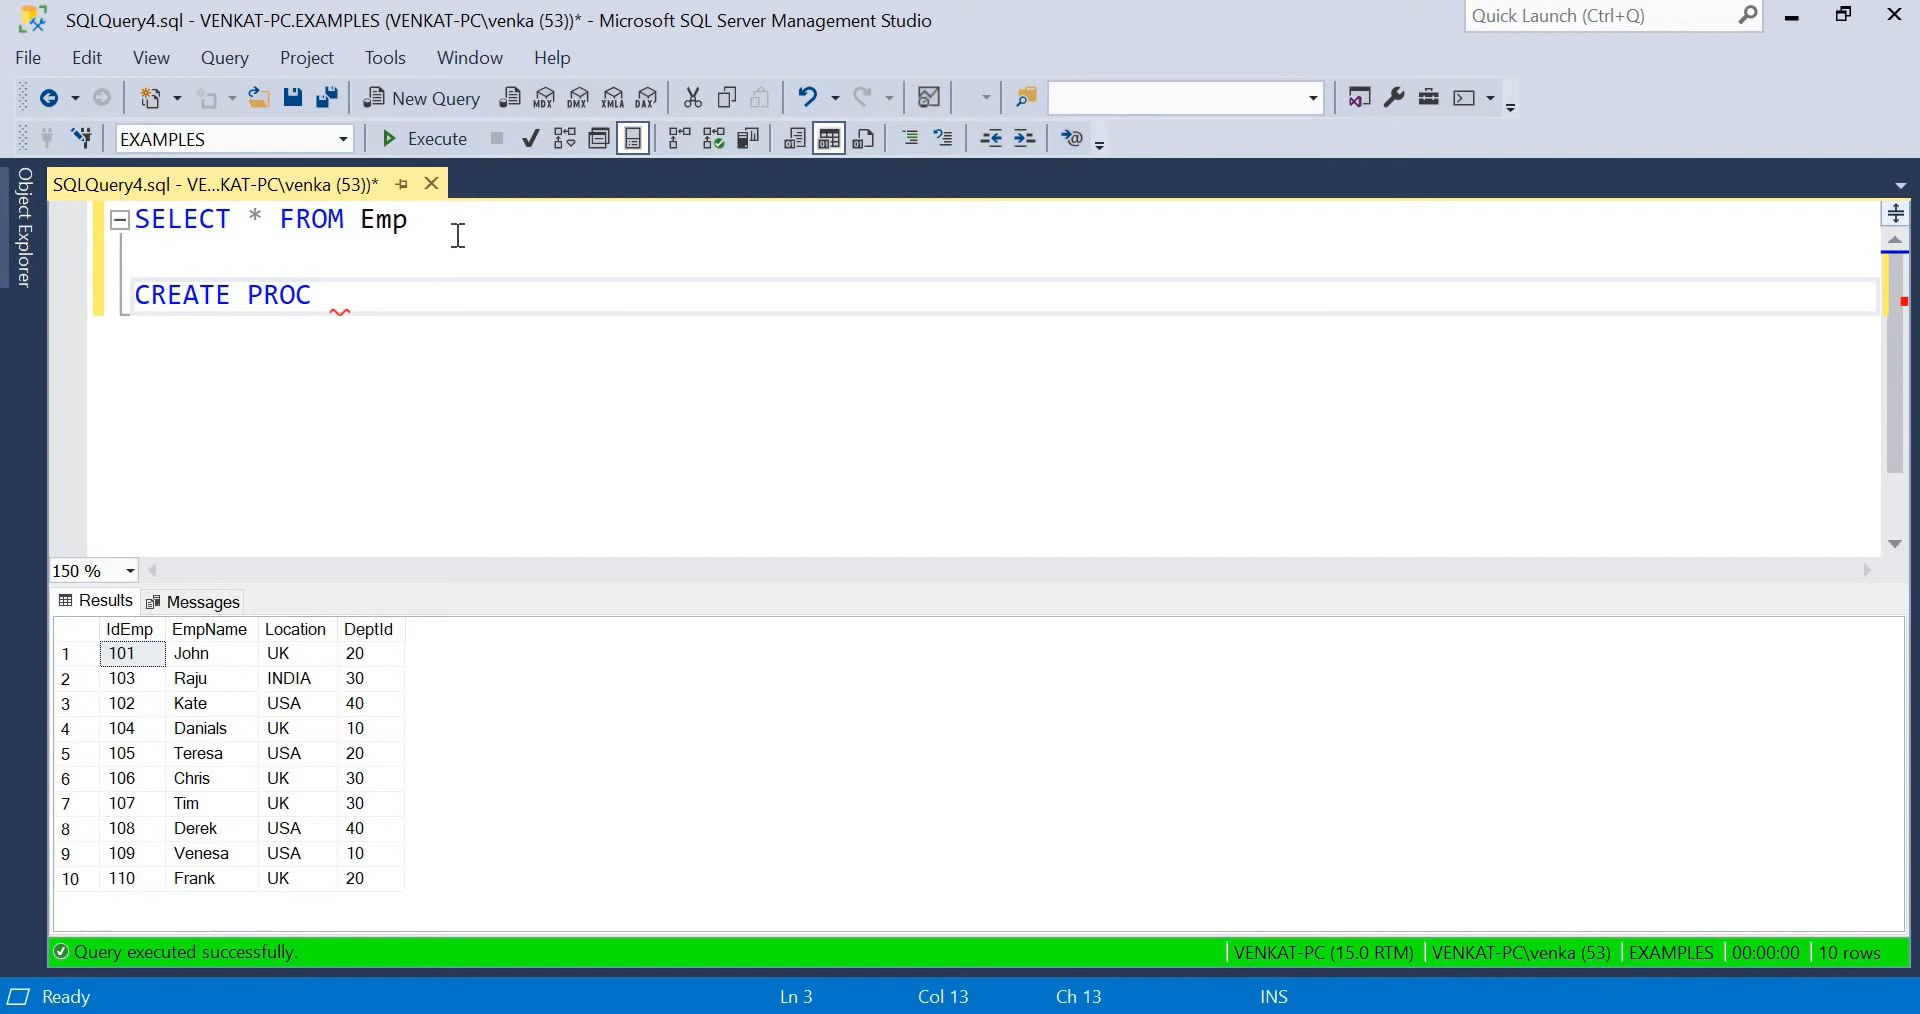 SQLQuery4.sql - VENKAT-PC.EXAMPLES (VENKAT-PC\venka (53))* - Microsoft SQL Server Management Studio
Quick Launch (Ctrl+Q)
File Edit View Query Project Tools Window Help
New Query MDX DMX XMLA DAX
EXAMPLES Execute
Object Explorer
SQLQuery4.sql - VE...KAT-PC\venka (53))*
SELECT * FROM Emp
CREATE PROC
150 %
Results Messages
IdEmp EmpName Location DeptId
1 101 John UK 20
2 103 Raju INDIA 30
3 102 Kate USA 40
4 104 Danials UK 10
5 105 Teresa USA 20
6 106 Chris UK 30
7 107 Tim UK 30
8 108 Derek USA 40
9 109 Venesa USA 10
10 110 Frank UK 20
Query executed successfully. VENKAT-PC (15.0 RTM) VENKAT-PC\venka (53) EXAMPLES 00:00:00 10 rows
Ready Ln 3 Col 13 Ch 13 INS